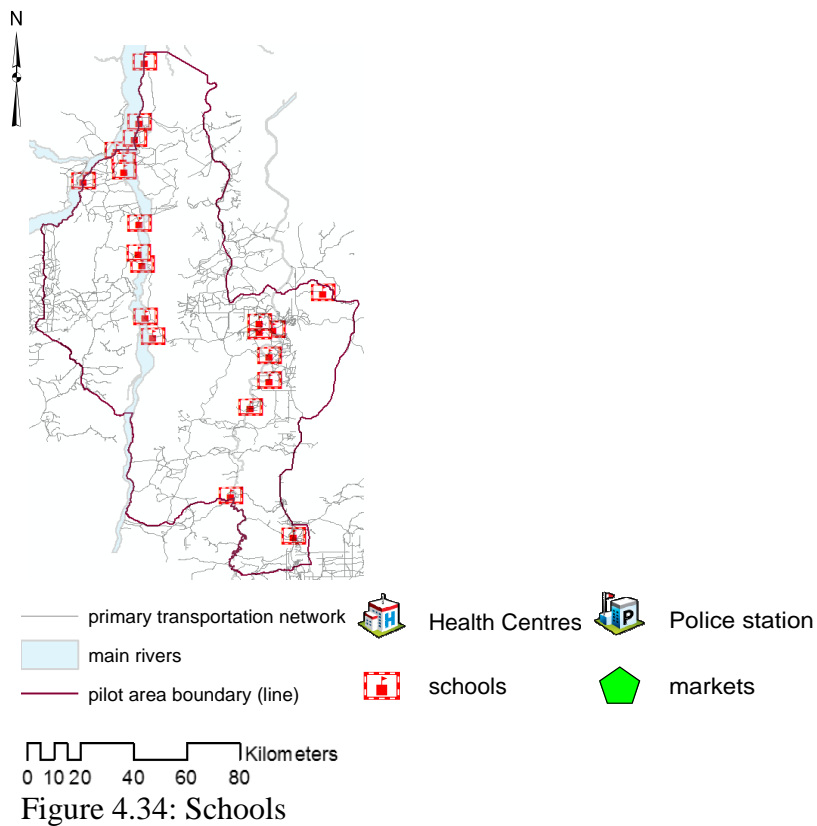 N
primary transportation network
main rivers
pilot area boundary (line)
H
Health Centres
P
Police station
schools
markets
Kilometers
0 10 20 40 60 80
Figure 4.34: Schools